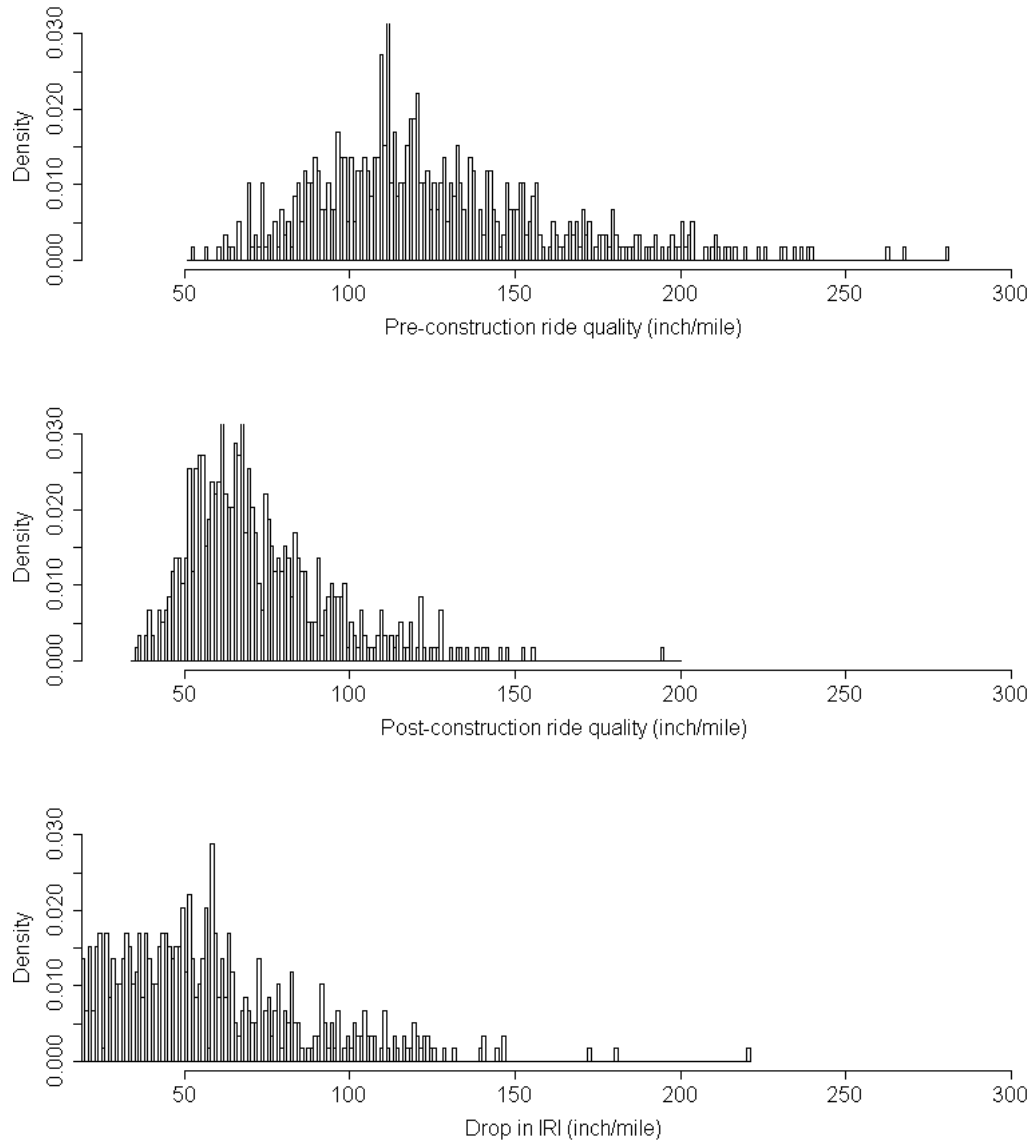 Density
0.030
0.020
0.010
0.000
50 100 150 200 250 300
Pre-construction ride quality (inch/mile)
Density
0.030
0.020
0.010
0.000
50 100 150 200 250 300
Post-construction ride quality (inch/mile)
Density
0.030
0.020
0.010
0.000
50 100 150 200 250 300
Drop in IRI (inch/mile)